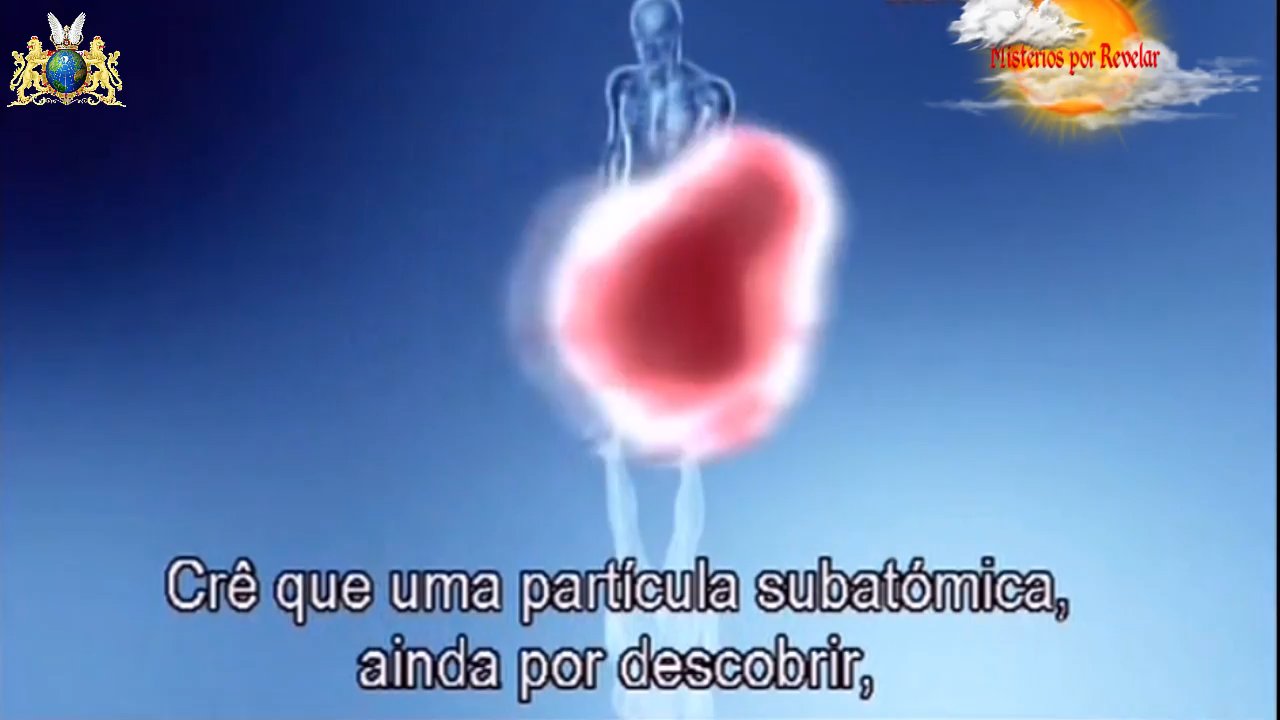 Mistérios por Revelar
Crê que uma partícula subatómica,
ainda por descobrir,